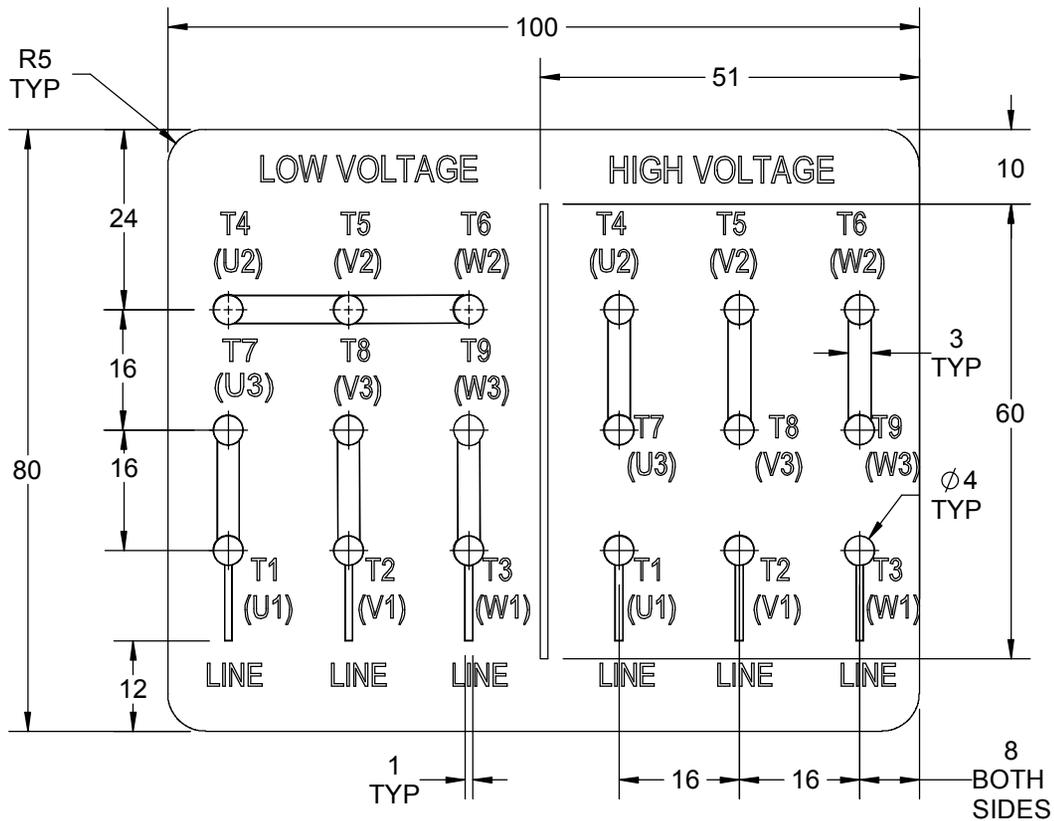 100
51
R5
TYP
LOW VOLTAGE HIGH VOLTAGE
10
24
T4 T5 T6 T4 T5 T6
(U2) (V2) (W2) (U2) (V2) (W2)
T7 T8 T9
3
TYP
16
(U3) (V3) (W3)
60
T7 T8 T9
80
16
(U3) (V3) (W3)
∅4
TYP
T1 T2 T3 T1 T2 T3
(U1) (V1) (W1) (U1) (V1) (W1)
12
LINE LINE LINE LINE LINE LINE
1
TYP
16 16
8
BOTH
SIDES